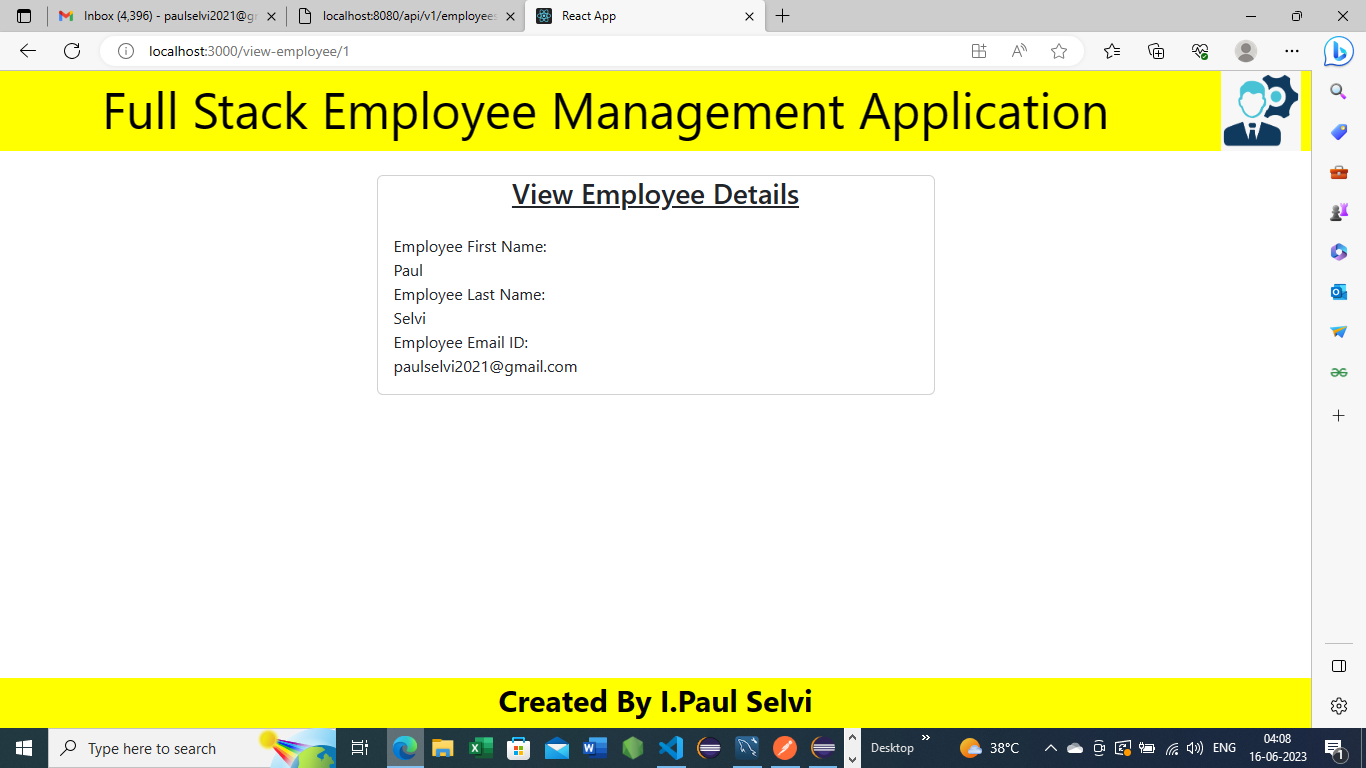 Inbox (4,396) - paulselvi2021@gm
localhost:8080/api/v1/employees
React App
localhost:3000/view-employee/1
Full Stack Employee Management Application
View Employee Details
Employee First Name:
Paul
Employee Last Name:
Selvi
Employee Email ID:
paulselvi2021@gmail.com
Created By I.Paul Selvi
Type here to search
Desktop
38°C
ENG
04:08
16-06-2023
1